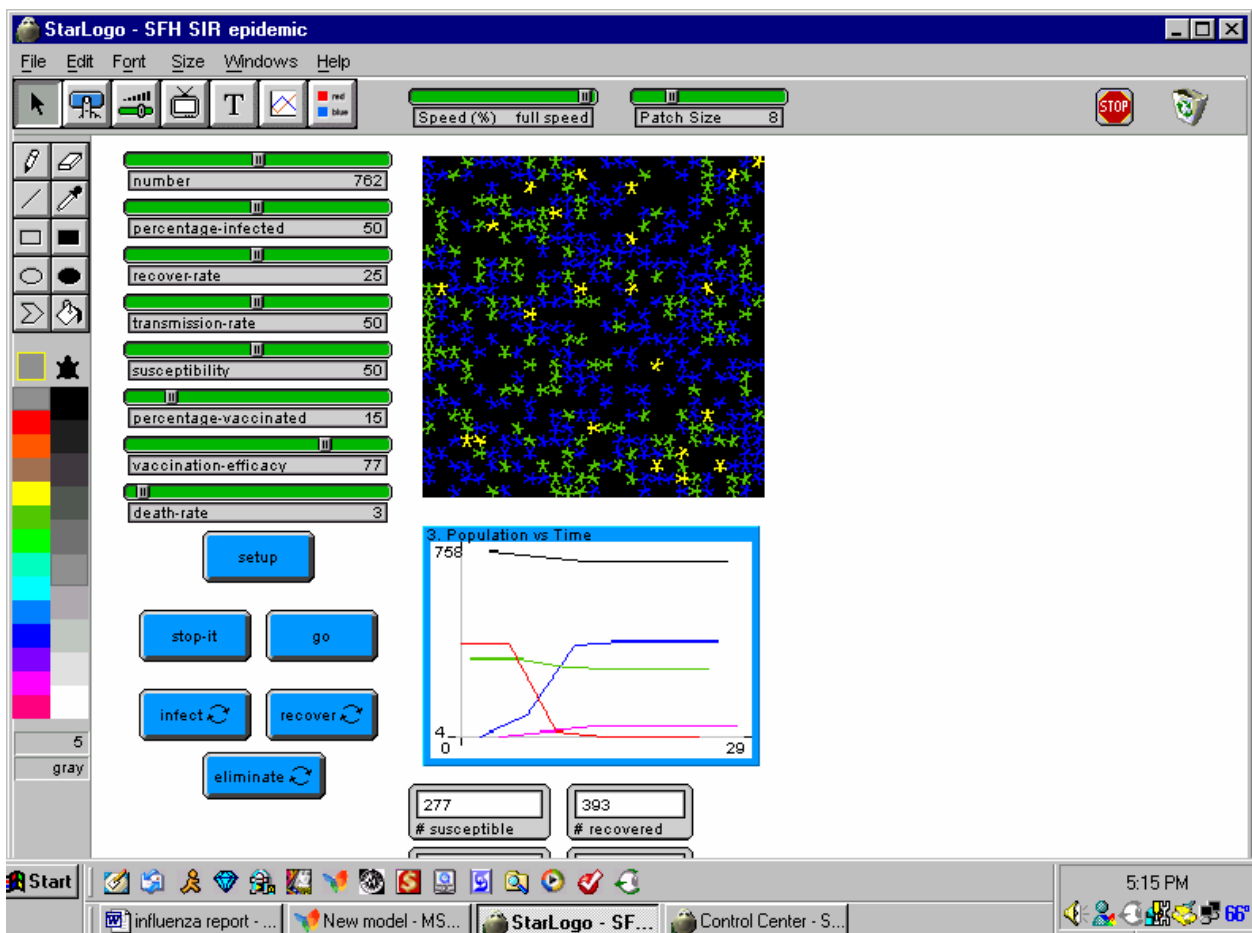 StarLogo - SFH SIR epidemic
File Edit Font Size Windows Help
T
red
blue
Speed (%) full speed
Patch Size 8
STOP
number 762
percentage-infected 50
recover-rate 25
transmission-rate 50
susceptibility 50
percentage-vaccinated 15
vaccination-efficacy 77
death-rate 3
setup
stop-it go
infect recover
eliminate
5
gray
3. Population vs Time
758
4
0 29
277 393
# susceptible # recovered
Start
5:15 PM
influenza report - ... New model - MS... StarLogo - SF... Control Center - S...
66°